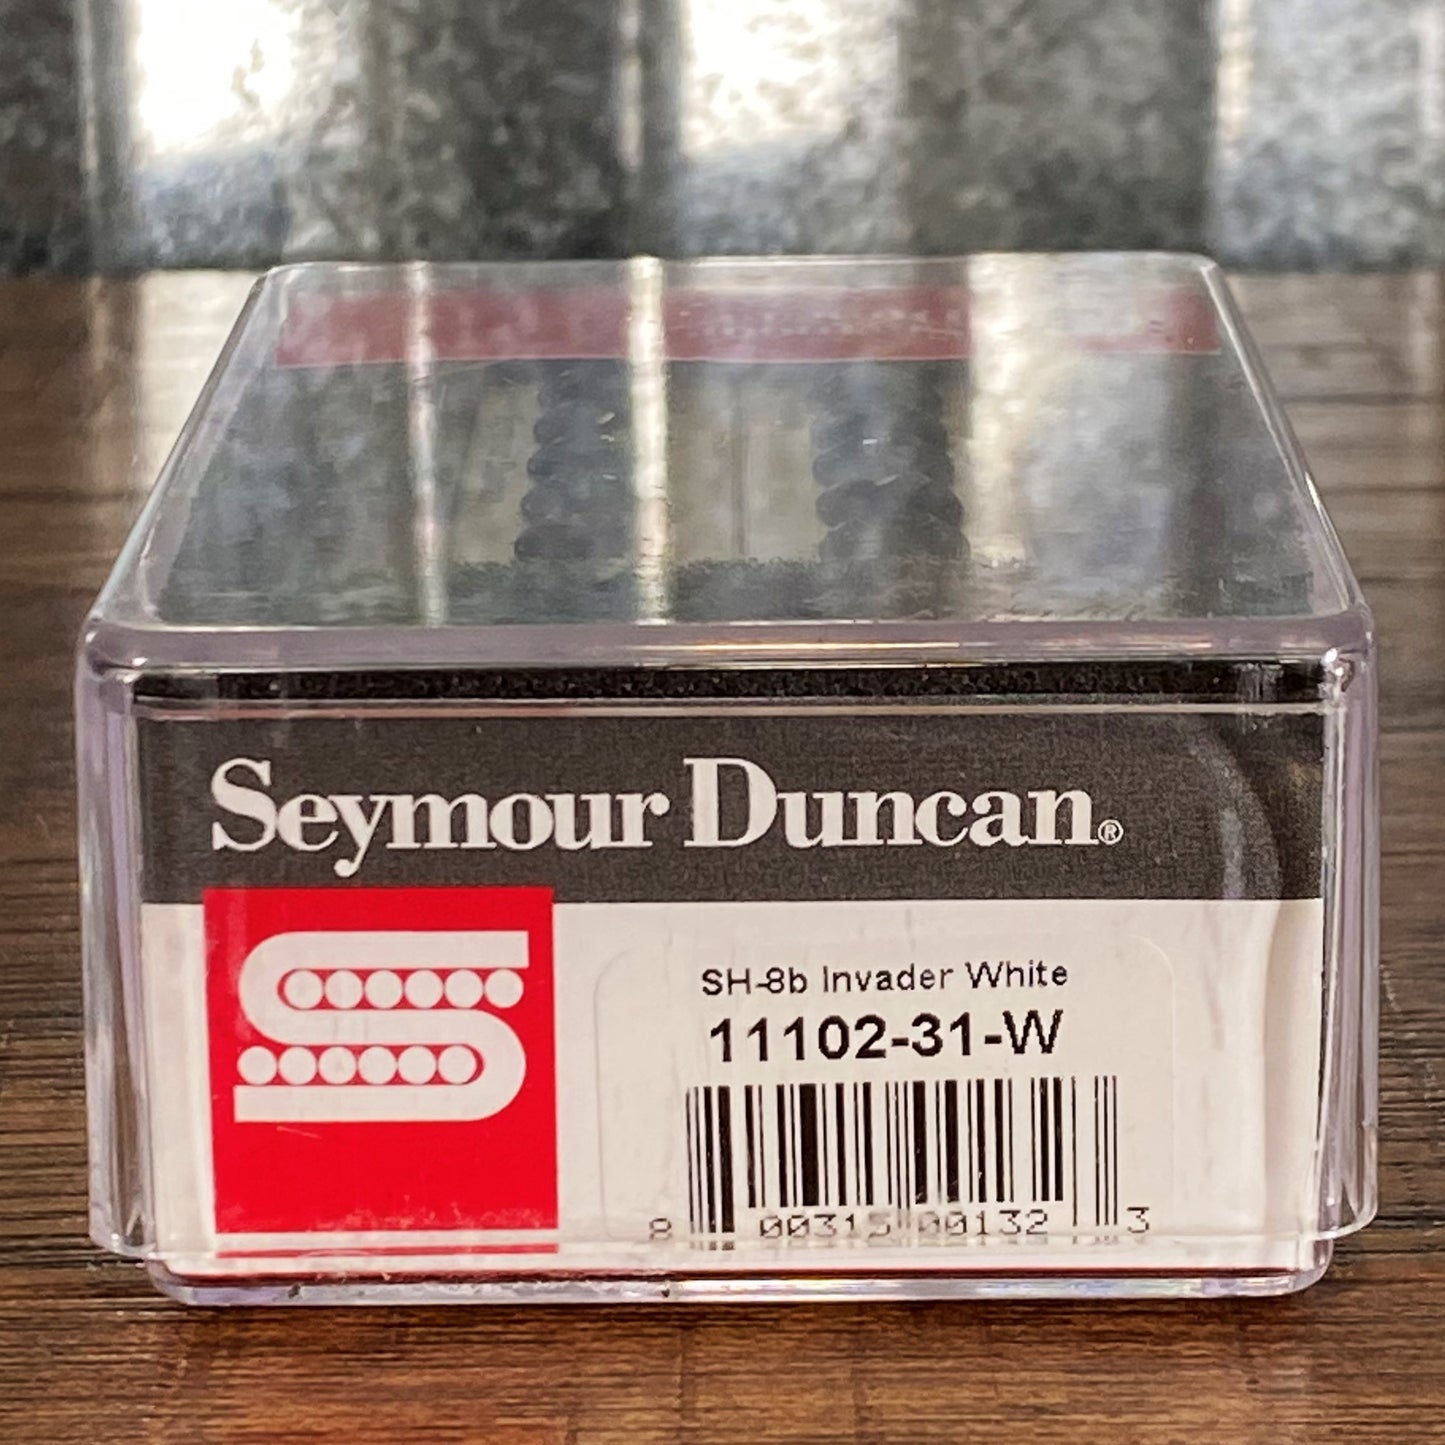 Seymour Duncan®
SH-8b Invader White
11102-31-W
8 00315 00132 3